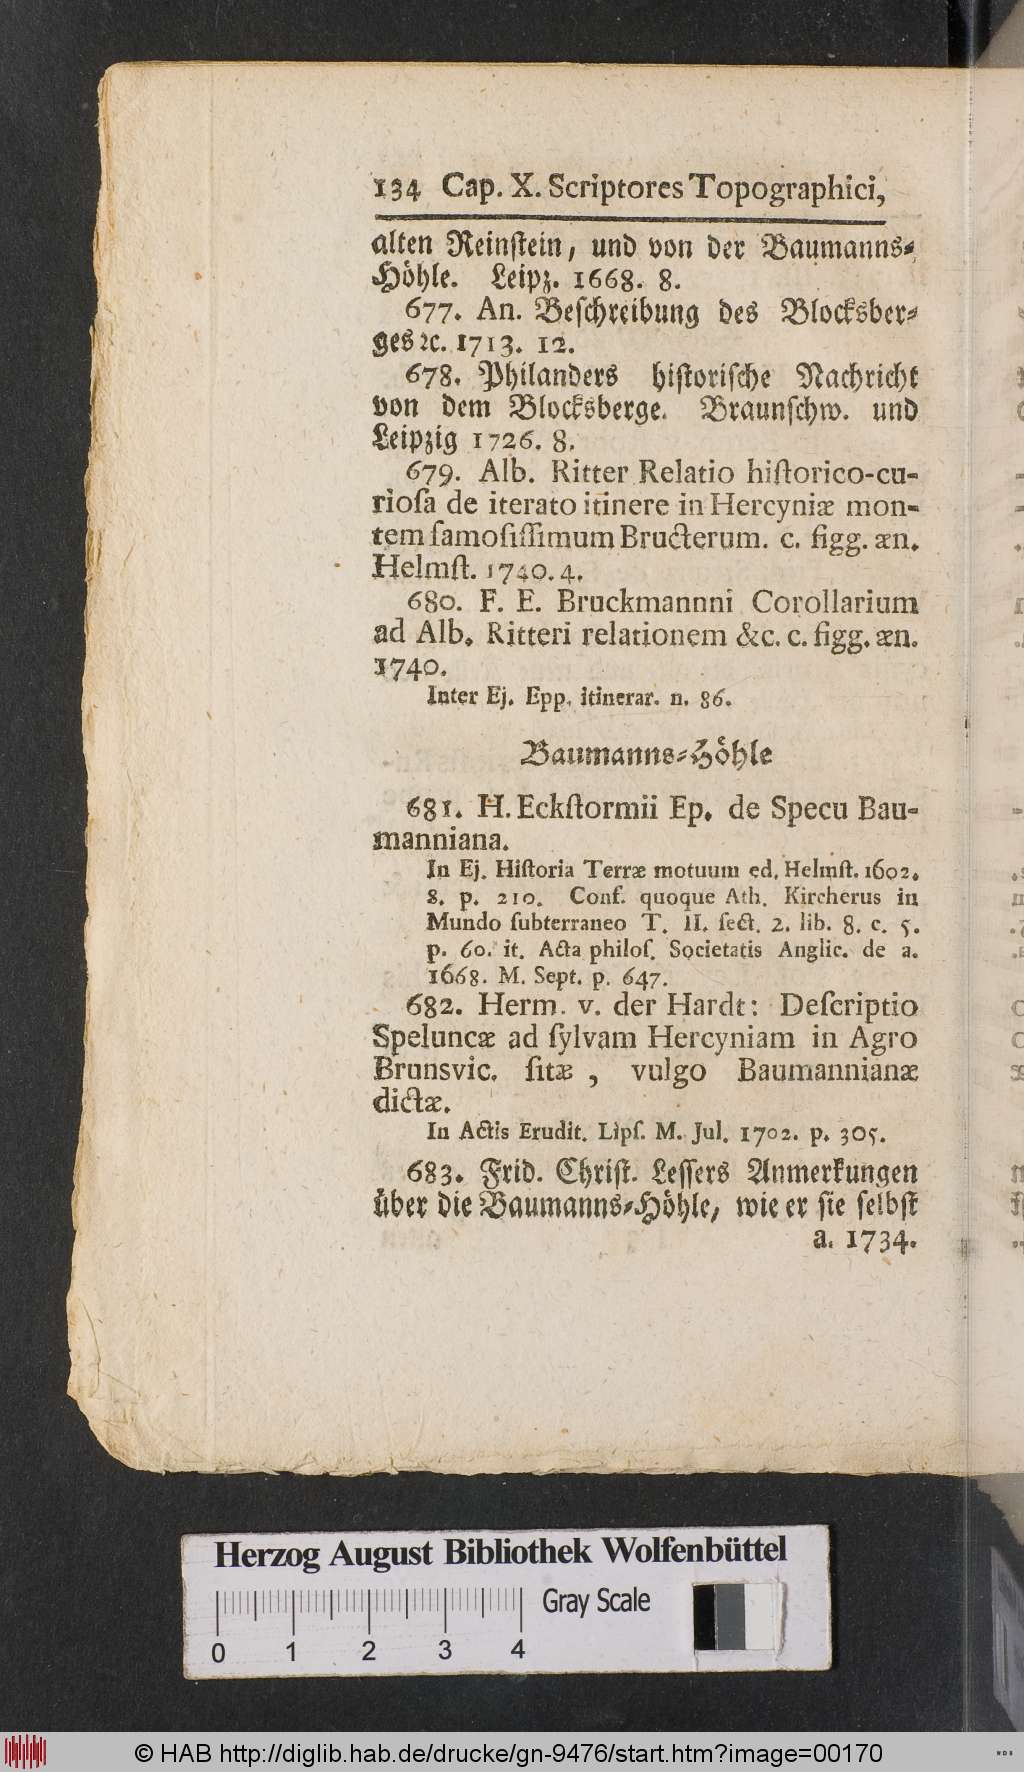 134 Cap. X. Scriptores Topographici,
alten Reinſtein, und von der Baumanns-
Höhle. Leipz. 1668. 8.
677. An. Beſchreibung des Blocksber-
ges ꝛc. 1713. 12.
678. Philanders hiſtoriſche Nachricht
von dem Blocksberge. Braunſchw. und
Leipzig 1726. 8.
679. Alb. Ritter Relatio hiſtorico-cu-
rioſa de iterato itinere in Hercyniæ mon-
tem famoſiſſimum Bructerum. c. figg. æn.
Helmſt. 1740. 4.
680. F. E. Bruckmannni Corollarium
ad Alb. Ritteri relationem &c. c. figg. æn.
1740.
Inter Ej. Epp. itinerar. n. 86.
Baumanns-Höhle
681. H. Eckſtormii Ep. de Specu Bau-
manniana.
In Ej. Hiſtoria Terræ motuum ed. Helmſt. 1602.
8. p. 210. Conf. quoque Ath. Kircherus in
Mundo ſubterraneo T. II. ſect. 2. lib. 8. c. 5.
p. 60. it. Acta philoſ. Societatis Anglic. de a.
1668. M. Sept. p. 647.
682. Herm. v. der Hardt: Deſcriptio
Speluncæ ad ſylvam Hercyniam in Agro
Brunsvic. ſitæ , vulgo Baumannianæ
dictæ.
In Actis Erudit. Lipſ. M. Jul. 1702. p. 305.
683. Frid. Chriſt. Leſſers Anmerkungen
über die Baumanns-Höhle, wie er ſie ſelbſt
a. 1734.
Herzog August Bibliothek Wolfenbüttel
Gray Scale
0 1 2 3 4
© HAB http://diglib.hab.de/drucke/gn-9476/start.htm?image=00170